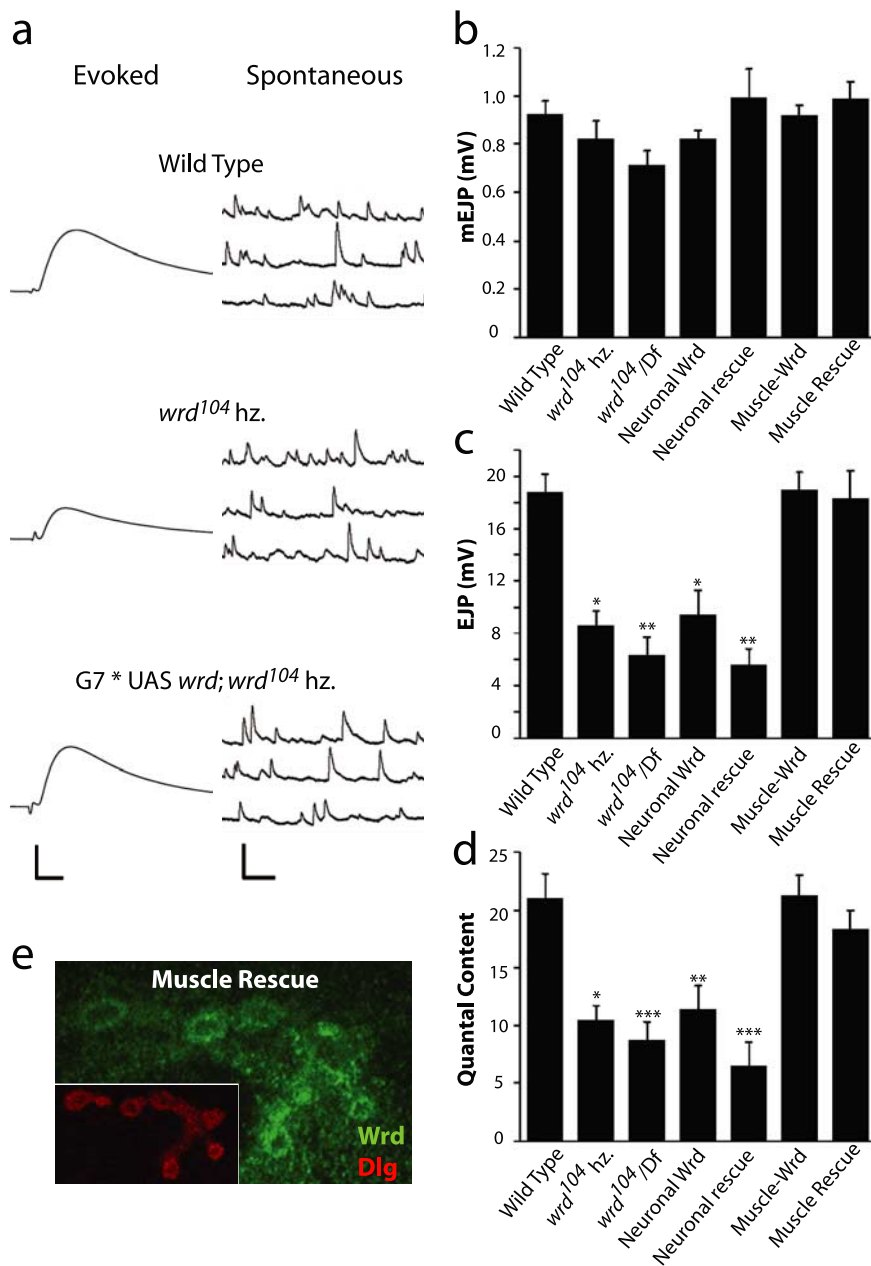 a
Evoked
Spontaneous
Wild Type
wrd104 hz.
G7 * UAS wrd; wrd104 hz.
b
mEJP (mV)
1.2
1.0
0.8
0.6
0.4
0.2
0
Wild Type
wrd104 hz.
wrd104/Df
Neuronal Wrd
Neuronal rescue
Muscle-Wrd
Muscle Rescue
c
EJP (mV)
20
16
12
8
4
0
*
**
*
**
Wild Type
wrd104 hz.
wrd104/Df
Neuronal Wrd
Neuronal rescue
Muscle-Wrd
Muscle Rescue
d
Quantal Content
25
20
15
10
5
0
*
***
**
***
Wild Type
wrd104 hz.
wrd104/Df
Neuronal Wrd
Neuronal rescue
Muscle-Wrd
Muscle Rescue
e
Muscle Rescue
Wrd
Dlg